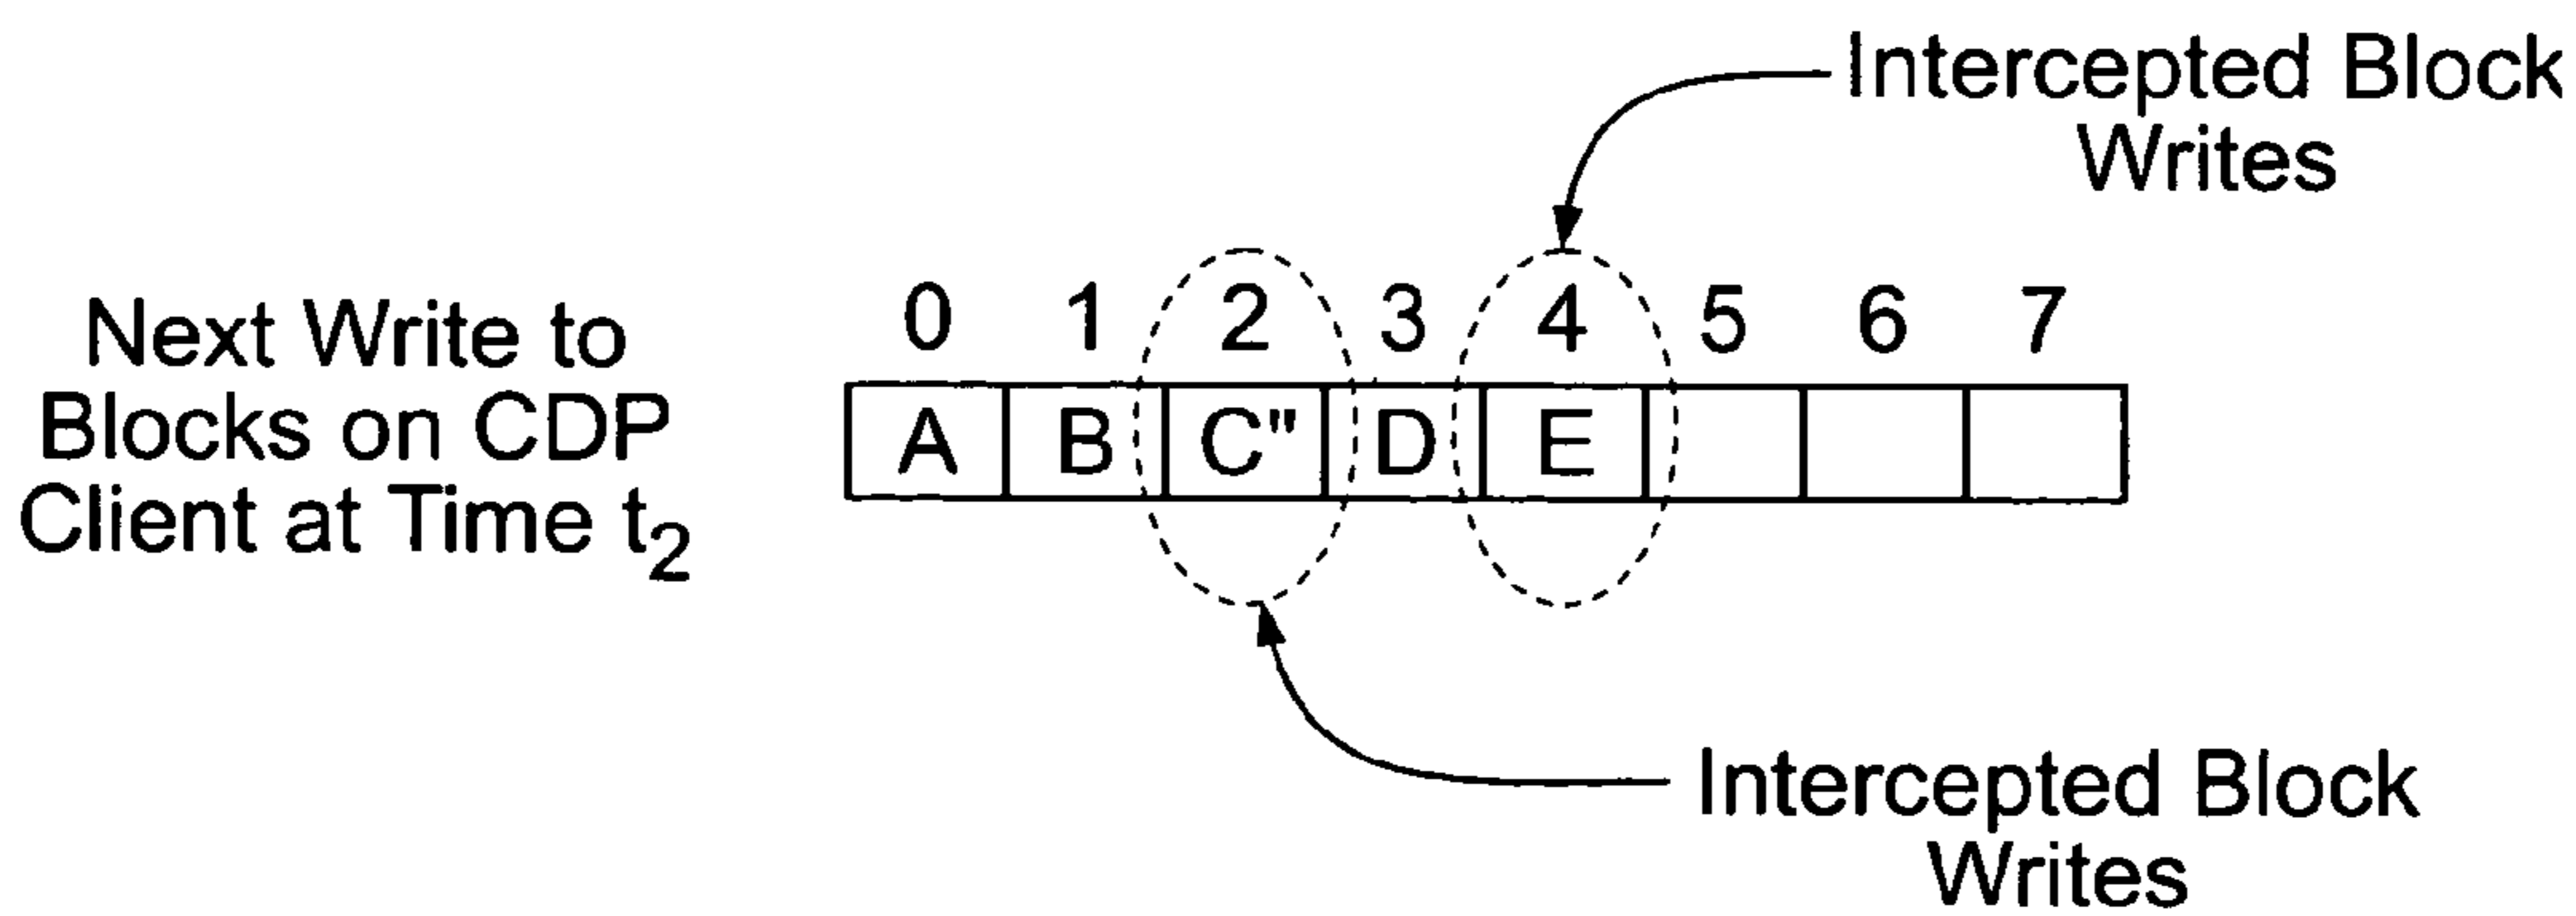 Intercepted Block
Writes
Next Write to
Blocks on CDP
Client at Time t₂
0 1 2 3 4 5 6 7
A B C" D E
Intercepted Block
Writes